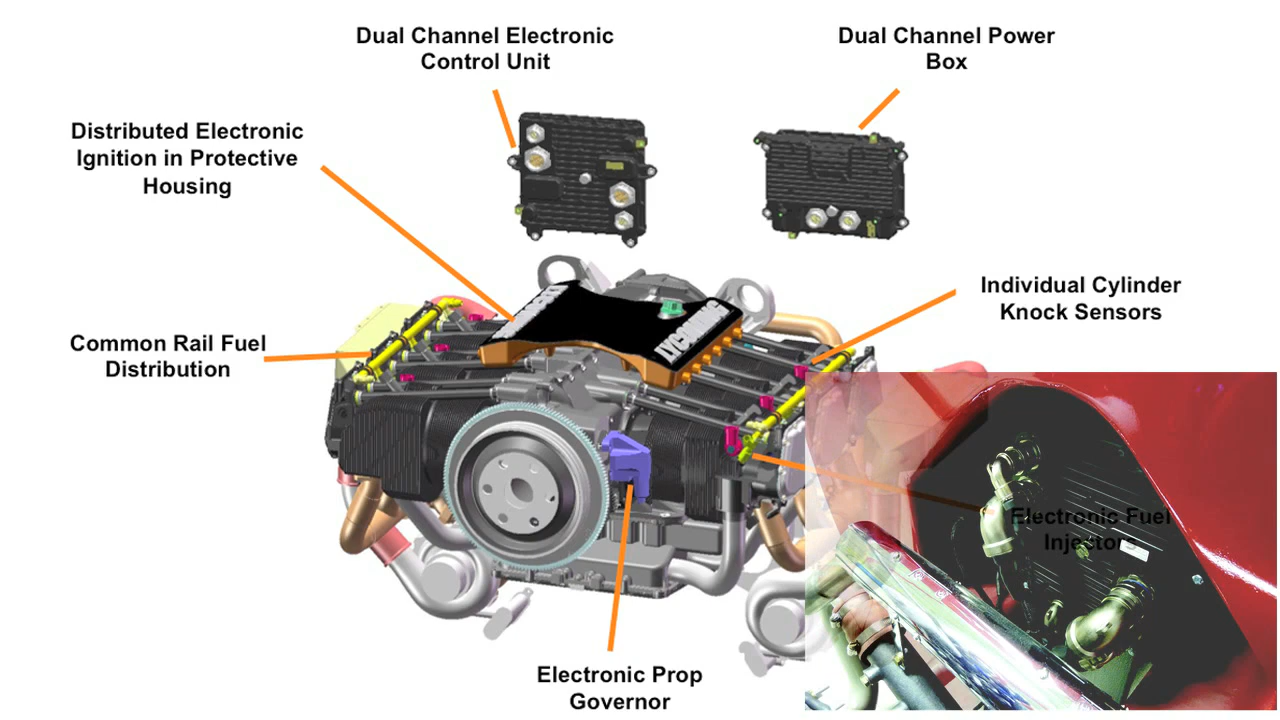 Dual Channel Electronic
Control Unit
Dual Channel Power
Box
Distributed Electronic
Ignition in Protective
Housing
Individual Cylinder
Knock Sensors
Common Rail Fuel
Distribution
LYCOMING
Electronic Fuel
Injectors
Electronic Prop
Governor